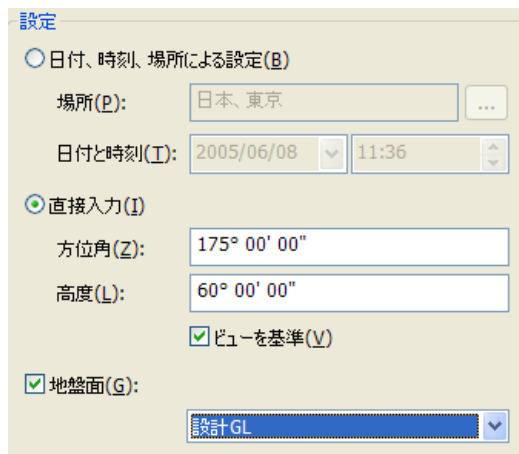 設定
日付、時刻、場所による設定(B)
場所(P): 日本、東京 ...
日付と時刻(T): 2005/06/08 11:36
直接入力(I)
方位角(Z): 175° 00' 00"
高度(L): 60° 00' 00"
ビューを基準(V)
地盤面(G):
設計GL